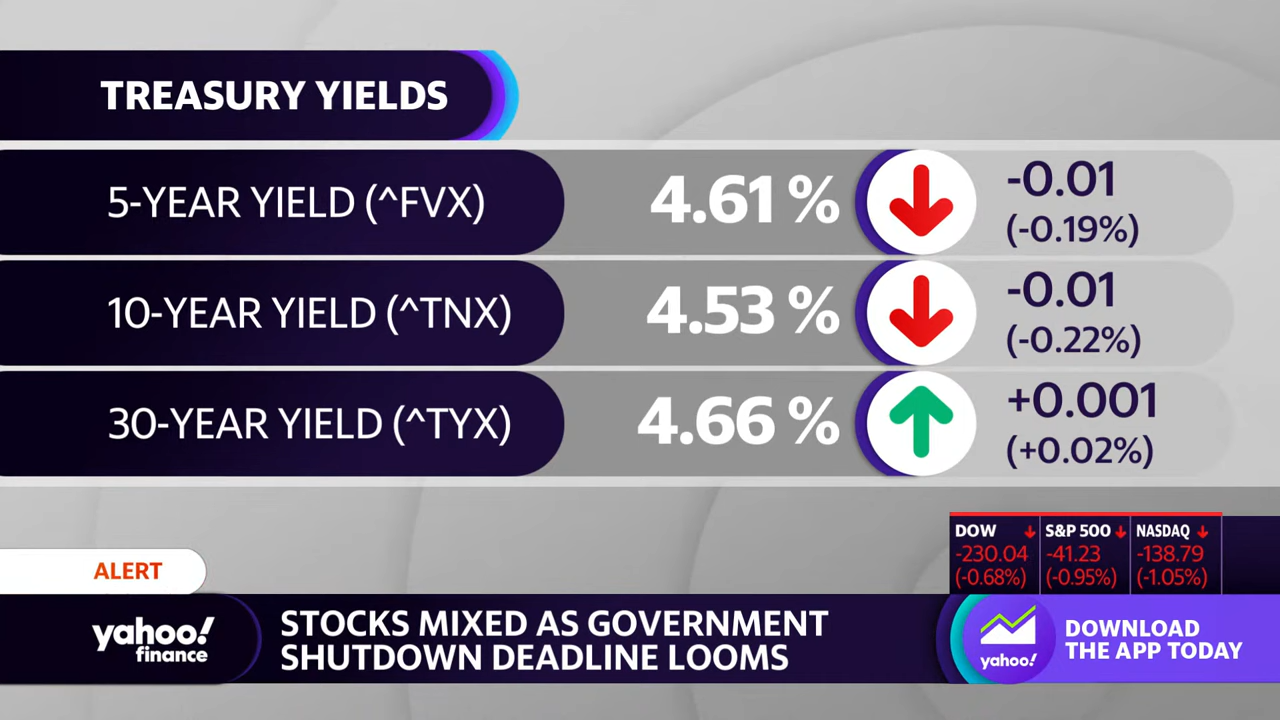 TREASURY YIELDS
5-YEAR YIELD (^FVX) 4.61 % -0.01
(-0.19%)
10-YEAR YIELD (^TNX) 4.53 % -0.01
(-0.22%)
30-YEAR YIELD (^TYX) 4.66 % +0.001
(+0.02%)
DOW S&P 500 NASDAQ
-230.04 -41.23 -138.79
(-0.68%) (-0.95%) (-1.05%)
ALERT
yahoo!
finance
STOCKS MIXED AS GOVERNMENT
SHUTDOWN DEADLINE LOOMS
yahoo!
DOWNLOAD
THE APP TODAY